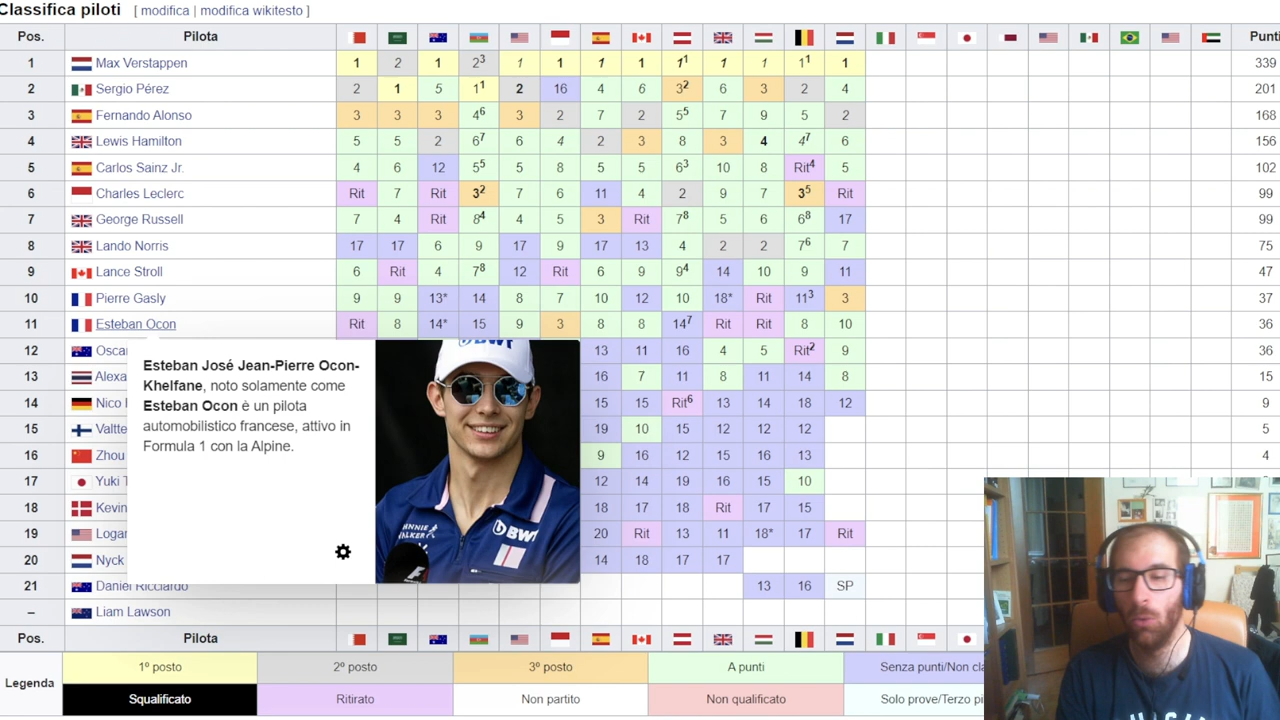 Classifica piloti [ modifica | modifica wikitesto ]
Pos. Pilota Punti
1 Max Verstappen 1 2 1 2³ 1 1 1 1 1¹ 1 1 1¹ 1 339
2 Sergio Pérez 2 1 5 1¹ 2 16 4 6 3² 6 3 2 4 201
3 Fernando Alonso 3 3 3 4⁶ 3 2 7 2 5⁵ 7 9 5 2 168
4 Lewis Hamilton 5 5 2 6⁷ 6 4 2 3 8 3 4 4⁷ 6 156
5 Carlos Sainz Jr. 4 6 12 5⁵ 5 8 5 5 6³ 10 8 Rit⁴ 5 102
6 Charles Leclerc Rit 7 Rit 3² 7 6 11 4 2 9 7 3⁵ Rit 99
7 George Russell 7 4 Rit 8⁴ 4 5 3 Rit 7⁸ 5 6 6⁸ 17 99
8 Lando Norris 17 17 6 9 17 9 17 13 4 2 2 7⁶ 7 75
9 Lance Stroll 6 Rit 4 7⁸ 12 Rit 6 9 9⁴ 14 10 9 11 47
10 Pierre Gasly 9 9 13* 14 8 7 10 12 10 18* Rit 11³ 3 37
11 Esteban Ocon Rit 8 14* 15 9 3 8 8 14⁷ Rit Rit 8 10 36
12 Osca 13 11 16 4 5 Rit² 9 36
13 Alexa 16 7 11 8 11 14 8 15
14 Nico 15 15 Rit⁶ 13 14 18 12 9
15 Valtte 19 10 15 12 12 12 5
16 Zhou 9 16 12 15 16 13 4
17 Yuki 12 14 19 16 15 10
18 Kevin 18 17 18 Rit 17 15
19 Loga 20 Rit 13 11 18* 17 Rit
20 Nyck 14 18 17 17
21 Daniel Ricciardo 13 16 SP
– Liam Lawson
Esteban José Jean-Pierre Ocon-
Khelfane, noto solamente come
Esteban Ocon è un pilota
automobilistico francese, attivo in
Formula 1 con la Alpine.
BWT
Pos. Pilota
Legenda
1º posto 2º posto 3º posto A punti Senza punti/Non cla
Squalificato Ritirato Non partito Non qualificato Solo prove/Terzo pi